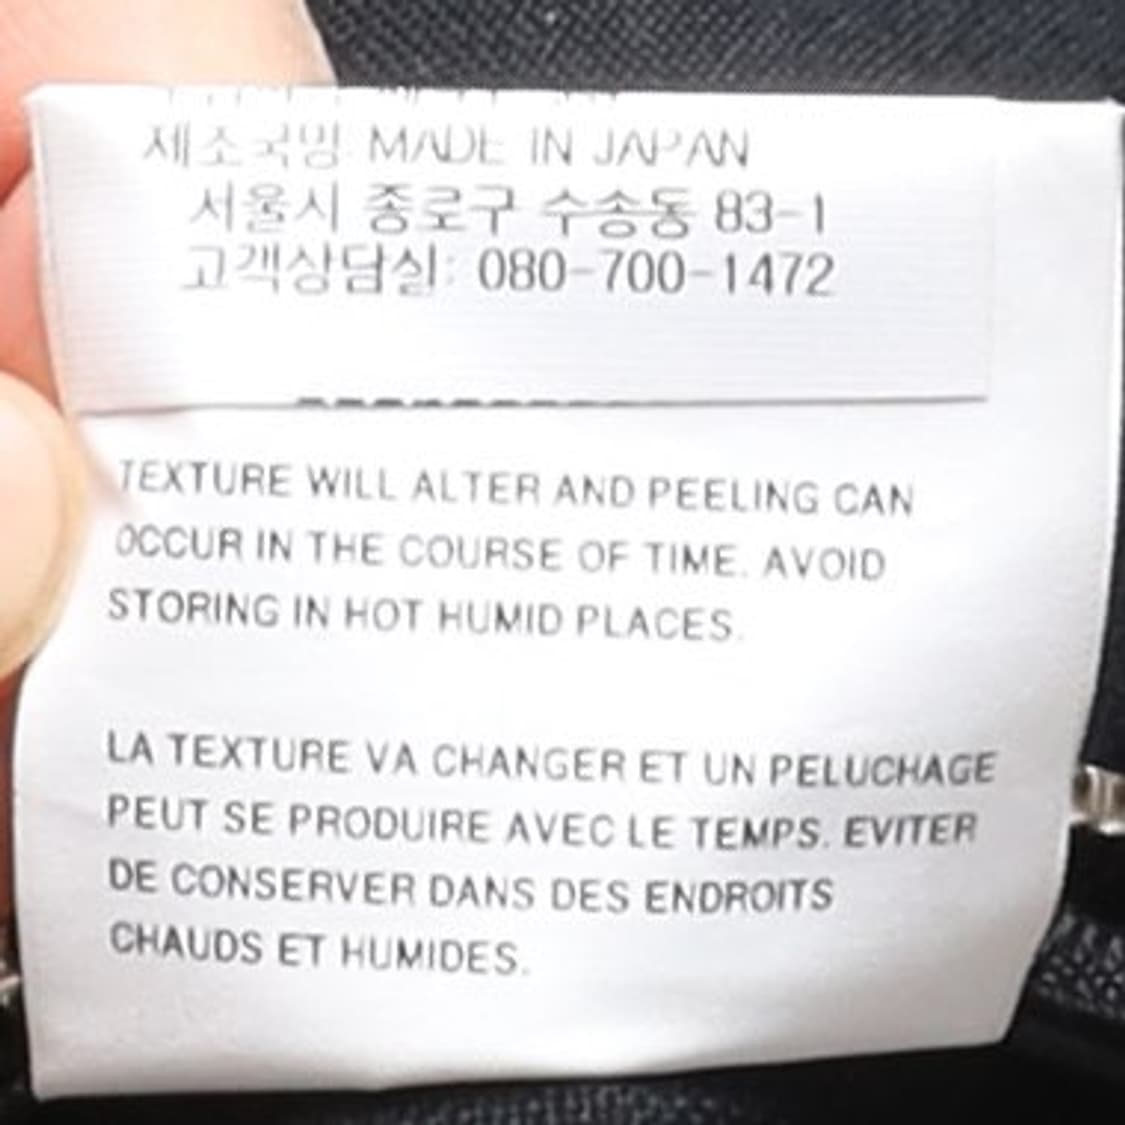 제조국명: MADE IN JAPAN
서울시 종로구 수송동 83-1
고객상담실: 080-700-1472
TEXTURE WILL ALTER AND PEELING CAN
OCCUR IN THE COURSE OF TIME. AVOID
STORING IN HOT HUMID PLACES.
LA TEXTURE VA CHANGER ET UN PELUCHAGE
PEUT SE PRODUIRE AVEC LE TEMPS. EVITER
DE CONSERVER DANS DES ENDROITS
CHAUDS ET HUMIDES.